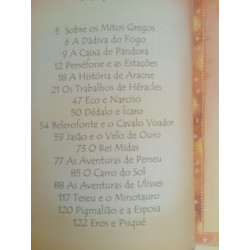 5 Sobre os Mitos Gregos
6 A Dádiva do Fogo
9 A Caixa de Pandora
12 Perséfone e as Estações
18 A História de Aracne
21 Os Trabalhos de Héracles
47 Eco e Narciso
50 Dédalo e Ícaro
54 Belerofonte e o Cavalo Voador
59 Jasão e o Velo de Ouro
73 O Rei Midas
77 As Aventuras de Perseu
85 O Carro do Sol
88 As Aventuras de Ulisses
117 Teseu e o Minotauro
120 Pigmalião e a Esposa
122 Eros e Psiquê